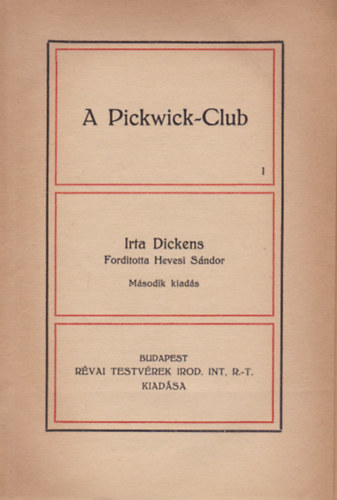 A Pickwick-Club
I
Irta Dickens
Forditotta Hevesi Sándor
Második kiadás
BUDAPEST
RÉVAI TESTVÉREK IROD. INT. R.-T.
KIADÁSA